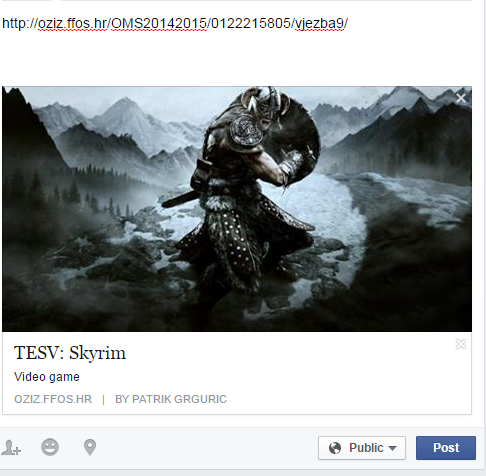 http://oziz.ffos.hr/OMS20142015/0122215805/vjezba9/
TESV: Skyrim
Video game
OZIZ.FFOS.HR | BY PATRIK GRGURIC
Public
Post